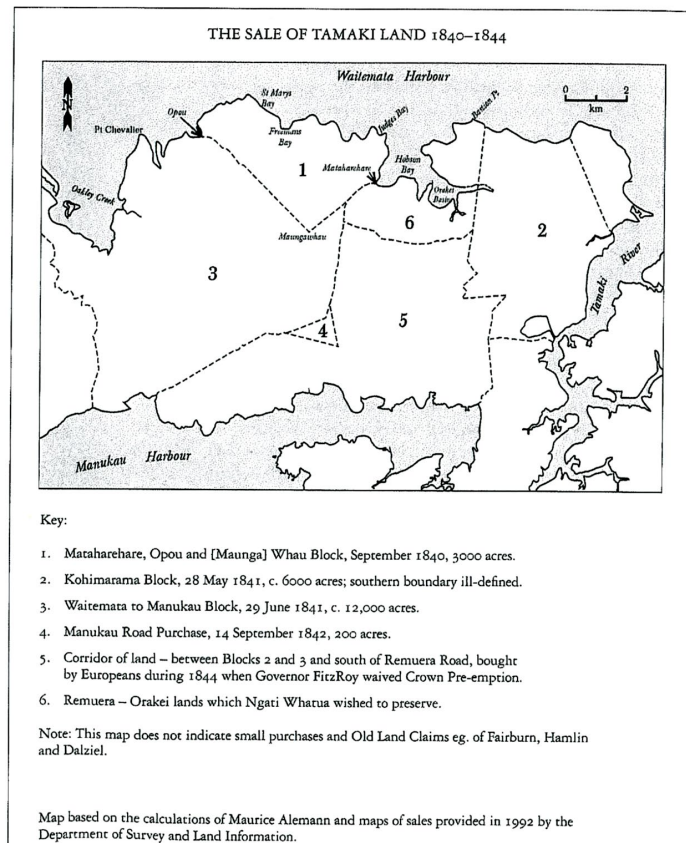 THE SALE OF TAMAKI LAND 1840–1844
Waitemata Harbour
N
0 2
km
St Marys
Bay
Opou
Pt Chevalier
Freemans
Bay
Judges Bay
Bastion Pt
Mataharehare
Hobson
Bay
Orakei
Basin
Oakley Creek
1
6
2
Maungawhau
3
Tamaki River
5
4
Manukau Harbour
Key:
1. Mataharehare, Opou and [Maunga] Whau Block, September 1840, 3000 acres.
2. Kohimarama Block, 28 May 1841, c. 6000 acres; southern boundary ill-defined.
3. Waitemata to Manukau Block, 29 June 1841, c. 12,000 acres.
4. Manukau Road Purchase, 14 September 1842, 200 acres.
5. Corridor of land – between Blocks 2 and 3 and south of Remuera Road, bought
by Europeans during 1844 when Governor FitzRoy waived Crown Pre-emption.
6. Remuera – Orakei lands which Ngati Whatua wished to preserve.
Note: This map does not indicate small purchases and Old Land Claims eg. of Fairburn, Hamlin
and Dalziel.
Map based on the calculations of Maurice Alemann and maps of sales provided in 1992 by the
Department of Survey and Land Information.